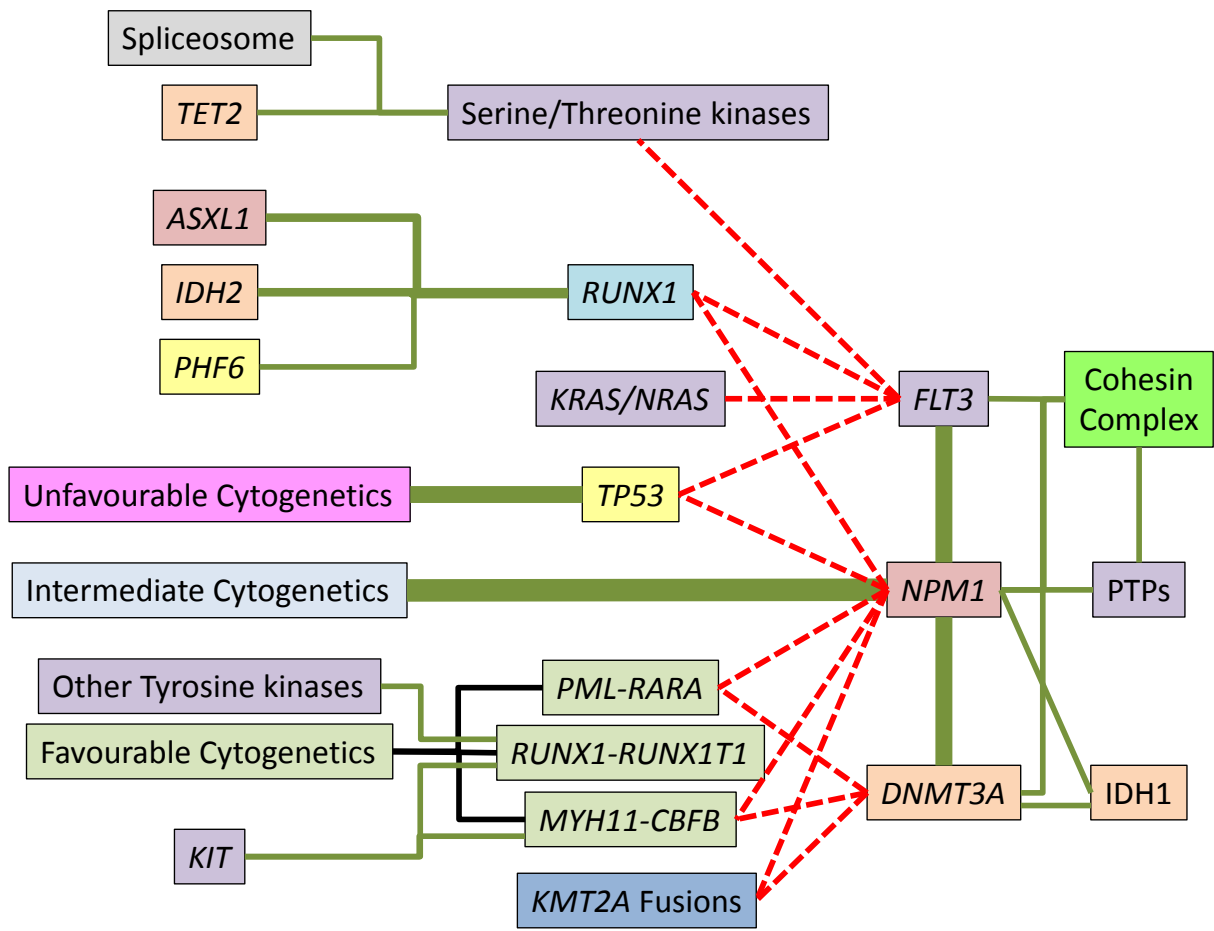 Spliceosome
TET2
Serine/Threonine kinases
ASXL1
IDH2
RUNX1
PHF6
KRAS/NRAS
FLT3
Cohesin
Complex
Unfavourable Cytogenetics
TP53
Intermediate Cytogenetics
NPM1
PTPs
Other Tyrosine kinases
PML-RARA
Favourable Cytogenetics
RUNX1-RUNX1T1
DNMT3A
IDH1
MYH11-CBFB
KIT
KMT2A Fusions